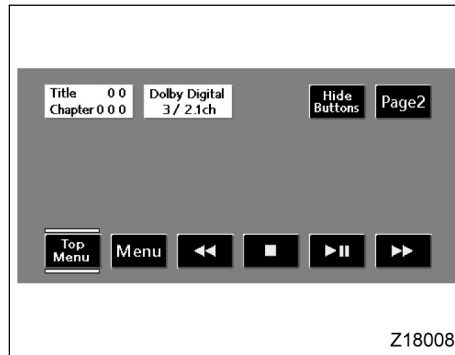 Title 0 0
Chapter 0 0 0
Dolby Digital
3 / 2.1ch
Hide
Buttons
Page2
Top
Menu
Menu
Z18008